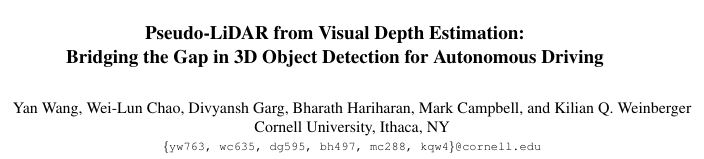 Pseudo-LiDAR from Visual Depth Estimation:
Bridging the Gap in 3D Object Detection for Autonomous Driving
Yan Wang, Wei-Lun Chao, Divyansh Garg, Bharath Hariharan, Mark Campbell, and Kilian Q. Weinberger
Cornell University, Ithaca, NY
{yw763, wc635, dg595, bh497, mc288, kqw4}@cornell.edu